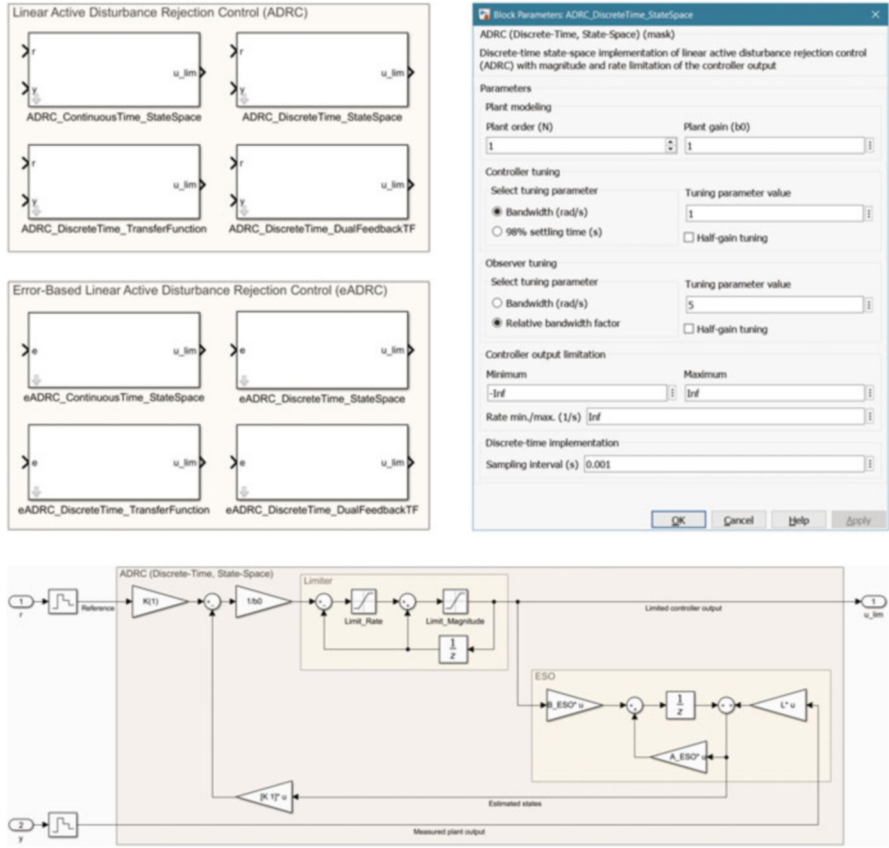 Linear Active Disturbance Rejection Control (ADRC)
r
y
u_lim
ADRC_ContinuousTime_StateSpace
r
y
u_lim
ADRC_DiscreteTime_StateSpace
r
y
u_lim
ADRC_DiscreteTime_TransferFunction
r
y
u_lim
ADRC_DiscreteTime_DualFeedbackTF
Error-Based Linear Active Disturbance Rejection Control (eADRC)
e
u_lim
eADRC_ContinuousTime_StateSpace
e
u_lim
eADRC_DiscreteTime_StateSpace
e
u_lim
eADRC_DiscreteTime_TransferFunction
e
u_lim
eADRC_DiscreteTime_DualFeedbackTF
Block Parameters: ADRC_DiscreteTime_StateSpace
ADRC (Discrete-Time, State-Space) (mask)
Discrete-time state-space implementation of linear active disturbance rejection control
(ADRC) with magnitude and rate limitation of the controller output
Parameters
Plant modeling
Plant order (N)
Plant gain (b0)
1
1
Controller tuning
Select tuning parameter
Tuning parameter value
Bandwidth (rad/s)
1
98% settling time (s)
Half-gain tuning
Observer tuning
Select tuning parameter
Tuning parameter value
Bandwidth (rad/s)
5
Relative bandwidth factor
Half-gain tuning
Controller output limitation
Minimum
Maximum
-Inf
Inf
Rate min./max. (1/s) Inf
Discrete-time implementation
Sampling interval (s) 0.001
OK Cancel Help Apply
ADRC (Discrete-Time, State-Space)
Limiter
1
r
Reference
K(1)
1/b0
Limit_Rate
Limit_Magnitude
1
z
Limited controller output
1
u_lim
ESO
B_ESO* u
1
z
L* u
A_ESO* u
[K 1]* u
Estimated states
2
y
Measured plant output